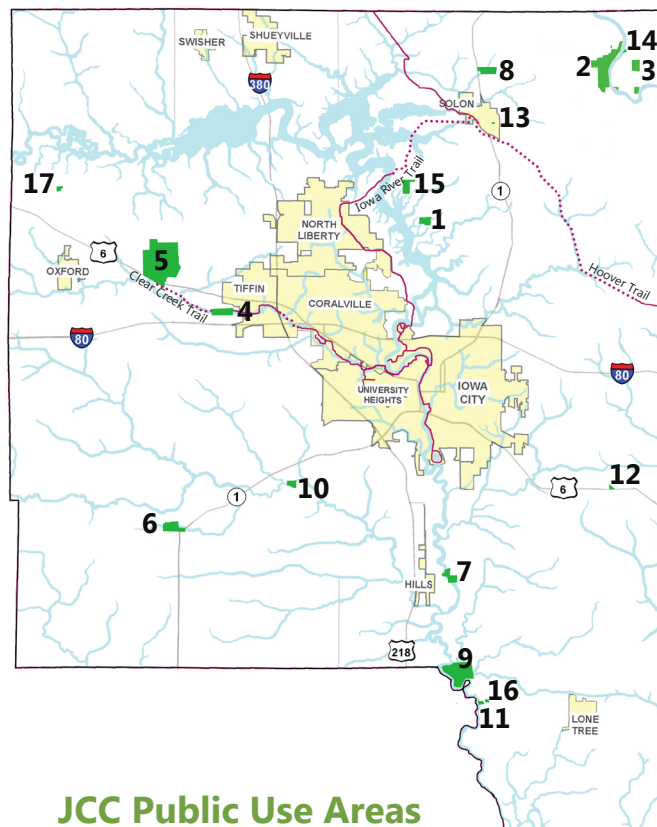 SHUEYVILLE
SWISHER
14
2
3
8
380
SOLON
13
17
15
Iowa River Trail
1
1
NORTH
LIBERTY
6
5
OXFORD
TIFFIN
Clear Creek Trail
CORALVILLE
4
Hoover Trail
80
80
UNIVERSITY
HEIGHTS
IOWA
CITY
12
10
6
1
6
7
HILLS
218
9
16
11
LONE
TREE
JCC Public Use Areas